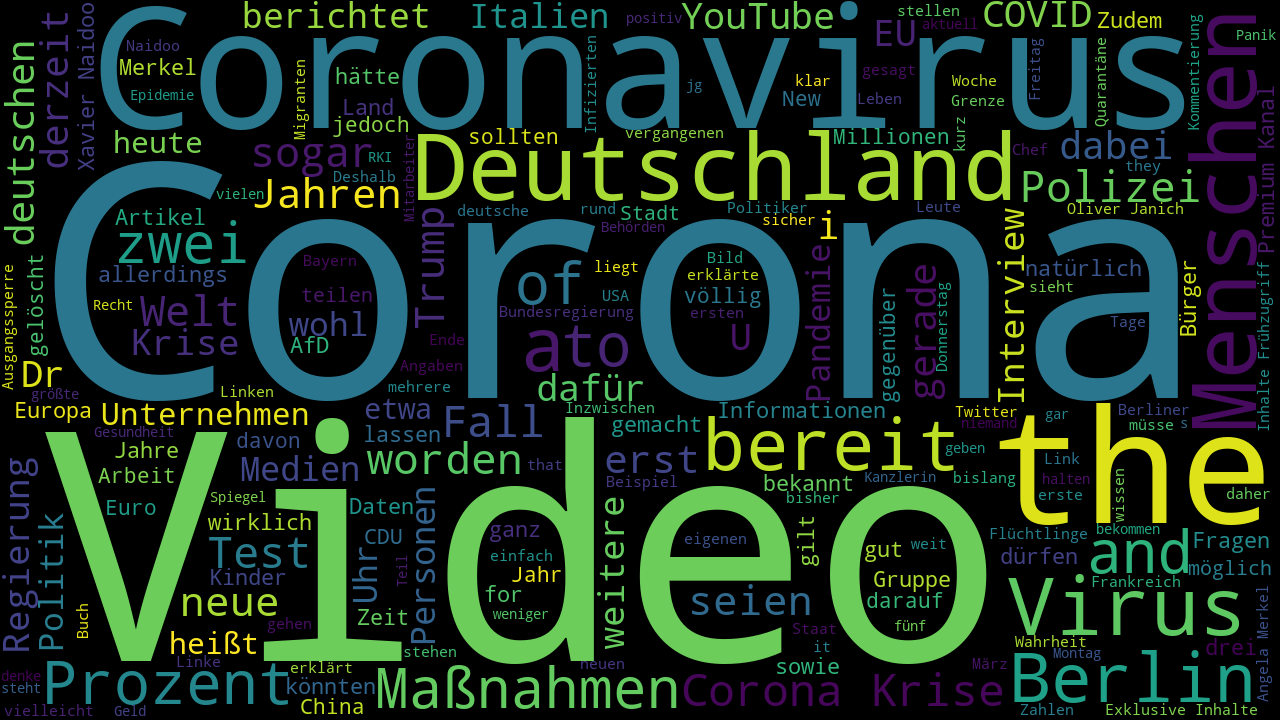 berichtet Italien positiv YouTube stellen COVID Zudem
Coronavirus
derzeit Xavier Naidoo Naidoo EU aktuell Panik
Merkel hätte Infizierten klar gesagt Woche Freitag Quarantäne Kommentierung
Epidemie Migranten Land jg New Leben Grenze
deutschen heute jedoch sollten vergangenen Millionen kurz Chef dabei Menschen
sogar RKI Deutschland they
Deshalb Mitarbeiter
vielen Jahren Polizei Premium Kanal
Artikel deutsche rund Stadt Politiker Leute Oliver Janich
zwei Trump Behörden sicher i
Corona
gelöscht allerdings Bayern of liegt Bild erklärte Pandemie gegenüber gerade Interview natürlich
Ausgangssperre Recht Welt teilen USA völlig Donnerstag sieht Bürger
Krise wohl Bundesregierung ersten Tage
AfD ato U
Dr Angaben Ende Inhalte Frühzugriff
größte Linken mehrere dafür
Europa Unternehmen etwa Fall Inzwischen Informationen Twitter gar Berliner
Gesundheit davon lassen gemacht niemand müsse s
Jahre Medien worden that erst bereit geben the
Arbeit Beispiel bekannt Kanzlerin bislang Link halten wissen
Video
Regierung Euro Spiegel Daten bisher erste daher
Politik wirklich CDU Personen ganz weitere eigenen gilt Flüchtlinge bekommen Fragen
Test Uhr Teil einfach gut weit dürfen and möglich
Kinder Jahr Gruppe Frankreich
Buch neue for seien darauf Virus
Zeit weniger fünf
heißt gehen stehen Staat it Wahrheit drei Angela Merkel
denke Linke erklärt neuen sowie März Montag
steht Prozent könnten Maßnahmen Corona Krise Berlin
vielleicht Geld China Zahlen Exklusive Inhalte